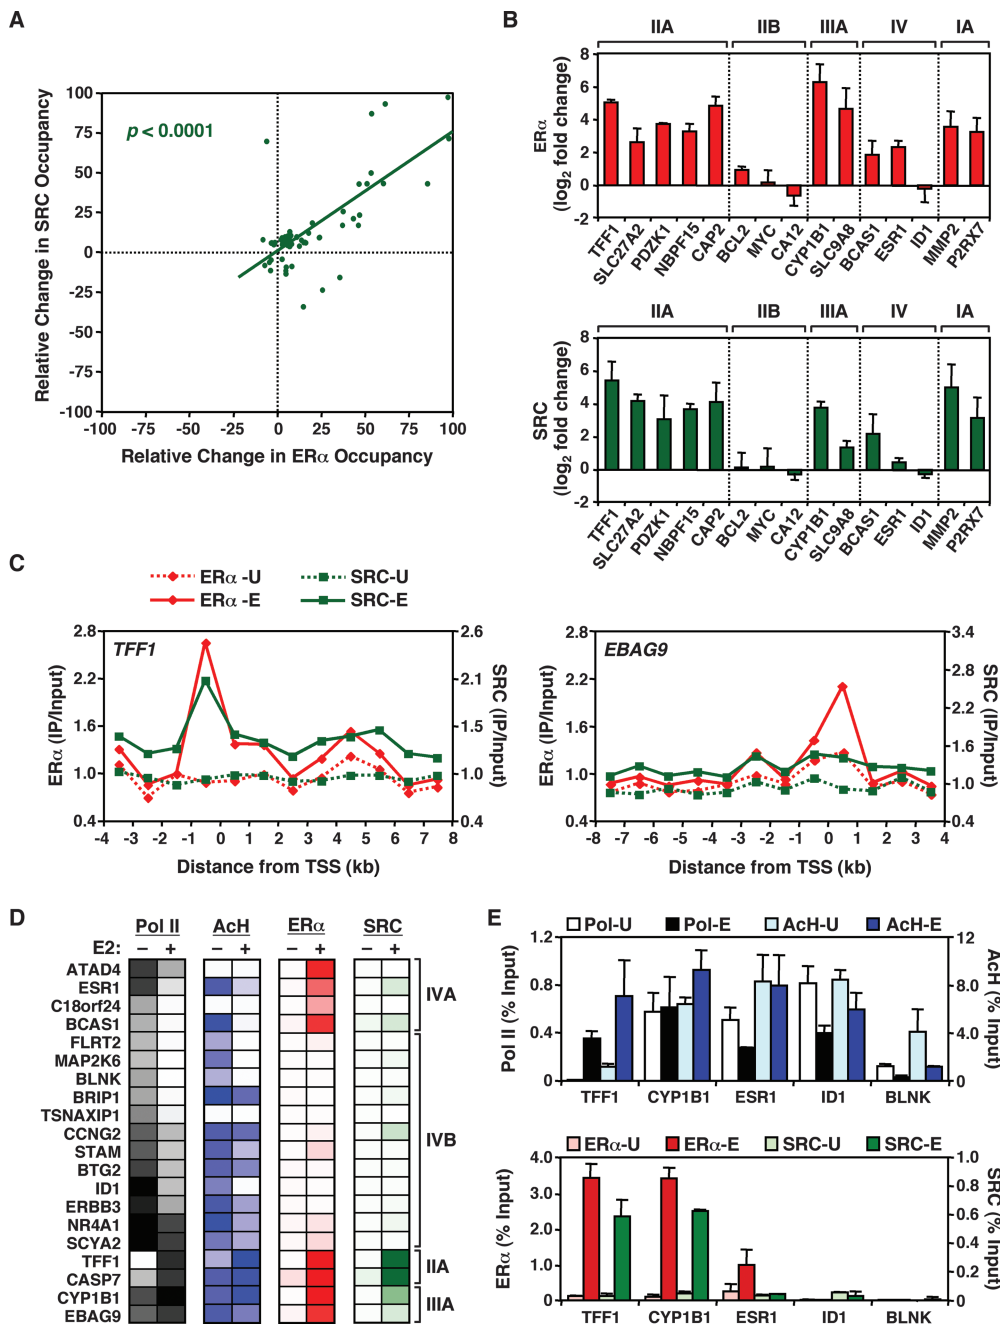 A
p < 0.0001
Relative Change in SRC Occupancy
100
75
50
25
0
-25
-50
-75
-100
-100 -75 -50 -25 0 25 50 75 100
Relative Change in ERα Occupancy
B
IIA IIB IIIA IV IA
ERα
(log2 fold change)
8
6
4
2
0
-2
TFF1 SLC27A2 PDZK1 NBPF15 CAP2 BCL2 MYC CA12 CYP1B1 SLC9A8 BCAS1 ESR1 ID1 MMP2 P2RX7
IIA IIB IIIA IV IA
SRC
(log2 fold change)
8
6
4
2
0
-2
TFF1 SLC27A2 PDZK1 NBPF15 CAP2 BCL2 MYC CA12 CYP1B1 SLC9A8 BCAS1 ESR1 ID1 MMP2 P2RX7
C
ERα -U SRC-U
ERα -E SRC-E
TFF1
ERα (IP/Input)
2.8
2.2
1.6
1.0
0.4
2.6
2.1
1.5
1.0
0.4
SRC (IP/Input)
-4 -3 -2 -1 0 1 2 3 4 5 6 7 8
Distance from TSS (kb)
EBAG9
ERα (IP/Input)
2.8
2.2
1.6
1.0
0.4
3.4
2.8
2.2
1.6
1.0
0.4
SRC (IP/Input)
-8 -7 -6 -5 -4 -3 -2 -1 0 1 2 3 4
Distance from TSS (kb)
D
Pol II AcH ERα SRC
E2: – + – + – + – +
ATAD4
ESR1
C18orf24
BCAS1
FLRT2
MAP2K6
BLNK
BRIP1
TSNAXIP1
CCNG2
STAM
BTG2
ID1
ERBB3
NR4A1
SCYA2
TFF1
CASP7
CYP1B1
EBAG9
IVA
IVB
IIA
IIIA
E
Pol-U Pol-E AcH-U AcH-E
Pol II (% Input)
1.2
0.8
0.4
0
12
8.0
4.0
0
AcH (% Input)
TFF1 CYP1B1 ESR1 ID1 BLNK
ERα-U ERα-E SRC-U SRC-E
ERα (% Input)
4.0
3.0
2.0
1.0
0
1.0
0.8
0.6
0.4
0.2
0
SRC (% Input)
TFF1 CYP1B1 ESR1 ID1 BLNK